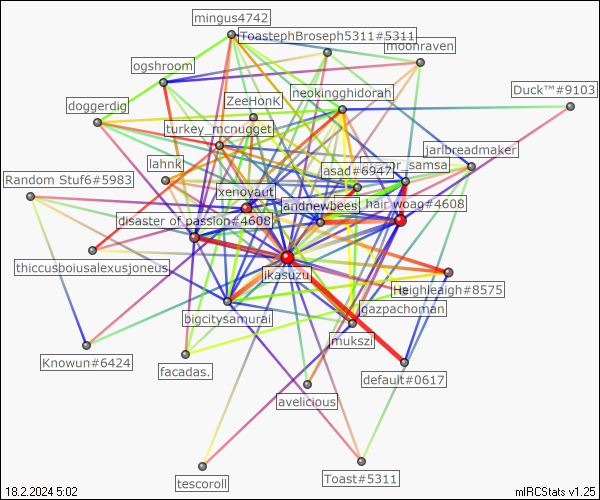 mingus4742
ToastephBroseph5311#5311
moonraven
ogshroom
Duck™#9103
neokingghidorah
ZeeHonK
doggerdig
turkey_mcnugget
jaribreadmaker
lahnk
asad#6947
r_samsa
Random Stuf6#5983
xenoyaut
andnewbees
hair woag#4608
disaster of passion#4608
thiccusboiusalexusjoneus
ikasuzu
Heighleaigh#8575
gazpachoman
bigcitysamurai
mukszi
Knowun#6424
facadas.
default#0617
avelicious
tescoroll
Toast#5311
18.2.2024 5:02
mIRCStats v1.25